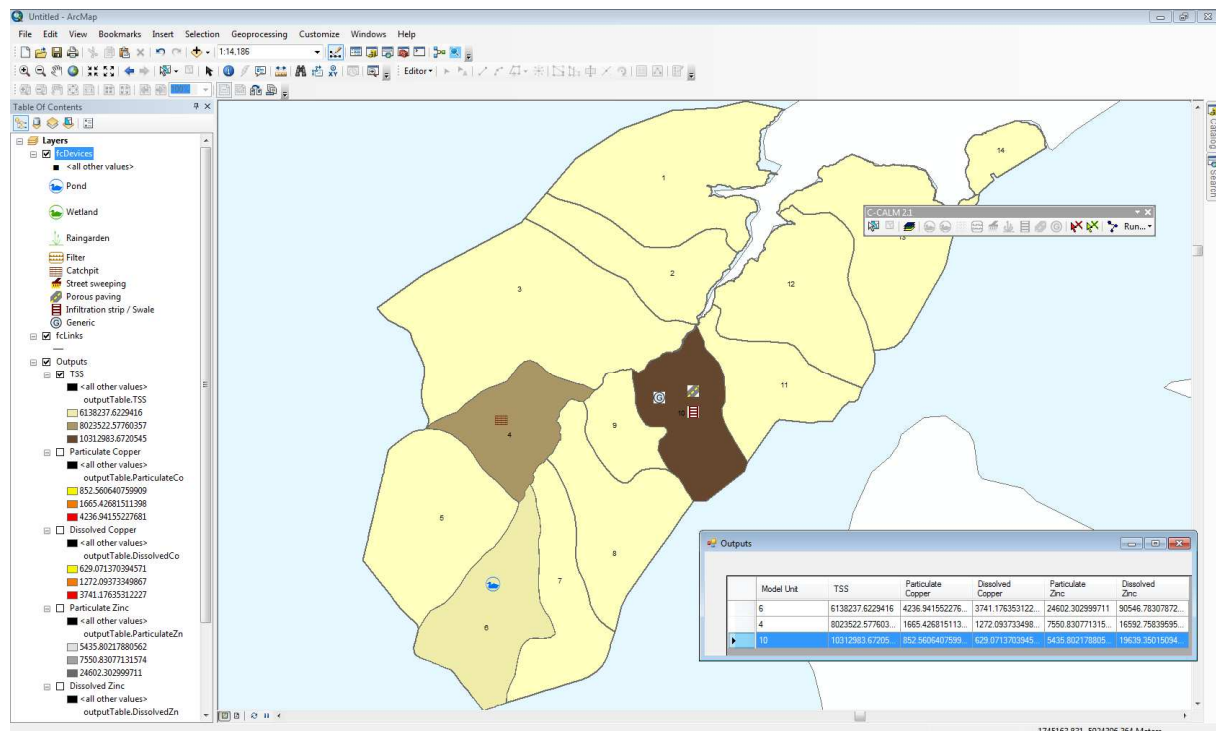 Untitled - ArcMap
File Edit View Bookmarks Insert Selection Geoprocessing Customize Windows Help
1:14,186
Editor
100%
Table Of Contents
Layers
fcDevices
<all other values>
Pond
Wetland
Raingarden
Filter
Catchpit
Street sweeping
Porous paving
Infiltration strip / Swale
Generic
fcLinks
Outputs
TSS
<all other values>
outputTable.TSS
6138237.6229416
8023522.57760357
10312983.6720545
Particulate Copper
<all other values>
outputTable.ParticulateCo
852.560640759909
1665.42681511398
4236.94155227681
Dissolved Copper
<all other values>
outputTable.DissolvedCo
629.071370394571
1272.09373349867
3741.17635312227
Particulate Zinc
<all other values>
outputTable.ParticulateZn
5435.80217880562
7550.83077131574
24602.302999711
Dissolved Zinc
<all other values>
outputTable.DissolvedZn
1
2
3
4
5
6
7
8
9
G
10
11
12
13
14
C-CALM 2.1
Run...
Catalog
Search
Outputs
Model Unit TSS Particulate Copper Dissolved Copper Particulate Zinc Dissolved Zinc
6 6138237.6229416 4236.941552276... 3741.176353122... 24602.302999711 90546.78307872...
4 8023522.577603... 1665.426815113... 1272.093733498... 7550.830771315... 16592.75839595...
10 10312983.67205... 852.5606407599... 629.0713703945... 5435.802178805... 19639.35015094...